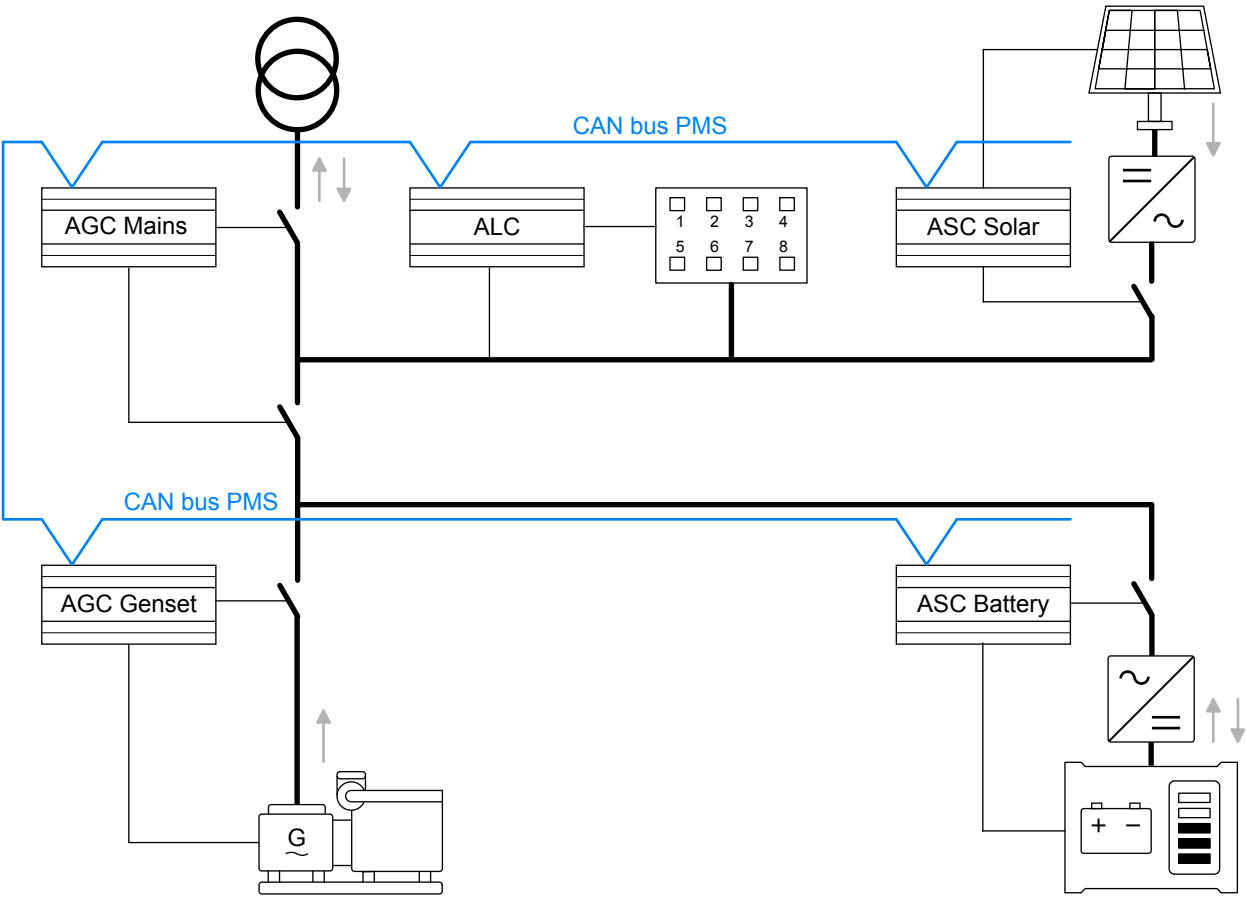 CAN bus PMS
AGC Mains
ALC
1 2 3 4
5 6 7 8
ASC Solar
CAN bus PMS
AGC Genset
ASC Battery
G
+ −